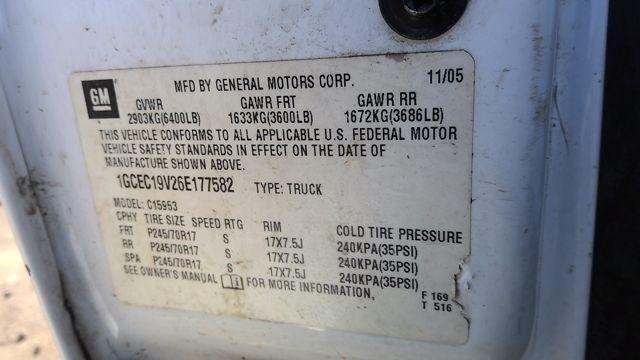 GM
MFD BY GENERAL MOTORS CORP. 11/05
GVWR GAWR FRT GAWR RR
2903KG(6400LB) 1633KG(3600LB) 1672KG(3686LB)
THIS VEHICLE CONFORMS TO ALL APPLICABLE U.S. FEDERAL MOTOR
VEHICLE SAFETY STANDARDS IN EFFECT ON THE DATE OF
MANUFACTURE SHOWN ABOVE.
1GCEC19V26E177582 TYPE: TRUCK
MODEL: C15953
CPHY TIRE SIZE SPEED RTG RIM COLD TIRE PRESSURE
FRT P245/70R17 S 17X7.5J 240KPA(35PSI)
RR P245/70R17 S 17X7.5J 240KPA(35PSI)
SPA P245/70R17 S 17X7.5J 240KPA(35PSI)
SEE OWNER'S MANUAL FOR MORE INFORMATION.
F 169
T 516